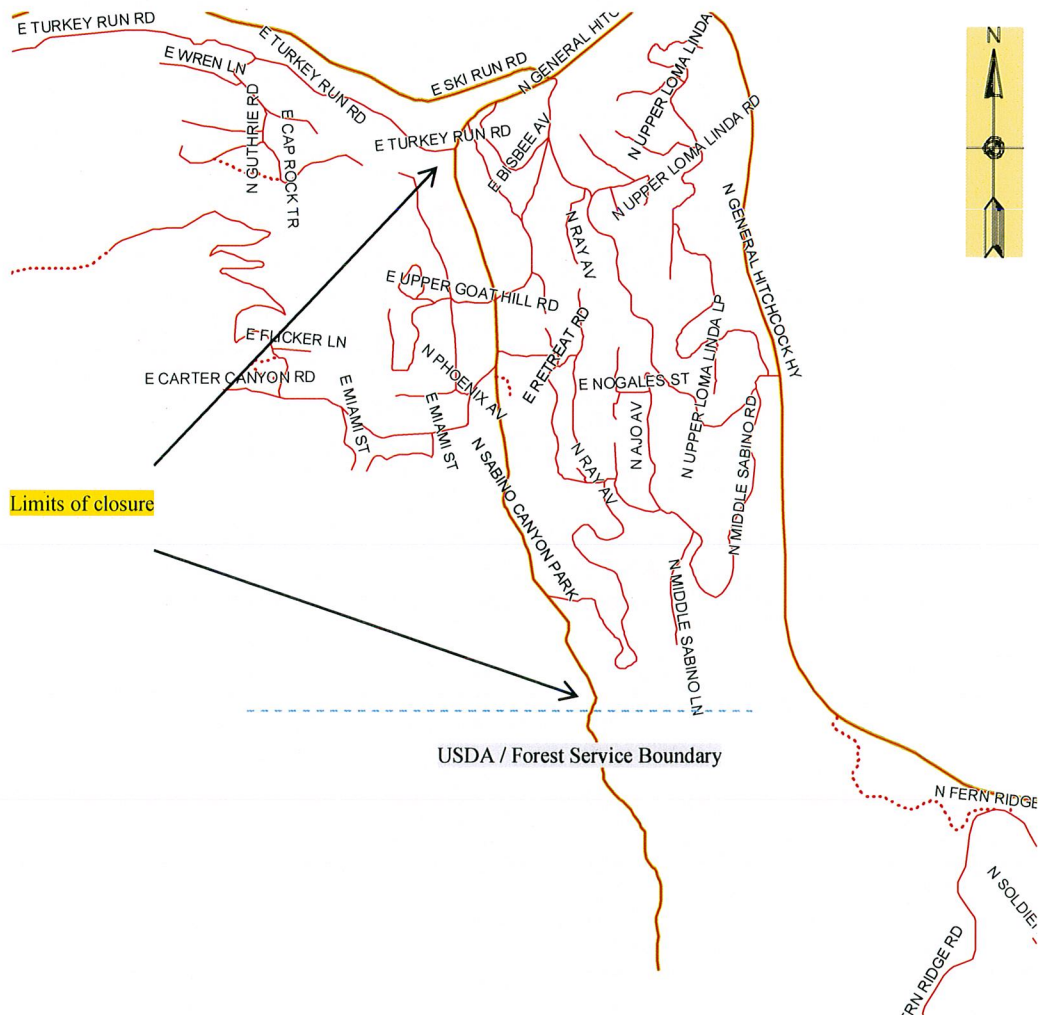 E TURKEY RUN RD
E TURKEY RUN RD
E WREN LN
E SKI RUN RD
N GENERAL HITC
N UPPER LOMA LINDA
N
N GUTHRIE RD
E CAP ROCK TR
E TURKEY RUN RD
E BISBEE AV
N UPPER LOMA LINDA RD
N RAY AV
N GENERAL HITCHCOCK HY
E UPPER GOAT HILL RD
E FLICKER LN
E CARTER CANYON RD
N PHOENIX AV
E RETREAT RD
E NOGALES ST
N UPPER LOMA LINDA LP
E MIAMI ST
E MIAMI ST
N AJO AV
N MIDDLE SABINO RD
N RAY AV
N SABINO CANYON PARK
Limits of closure
N MIDDLE SABINO LN
USDA / Forest Service Boundary
N FERN RIDGE
N SOLDIE
ERN RIDGE RD